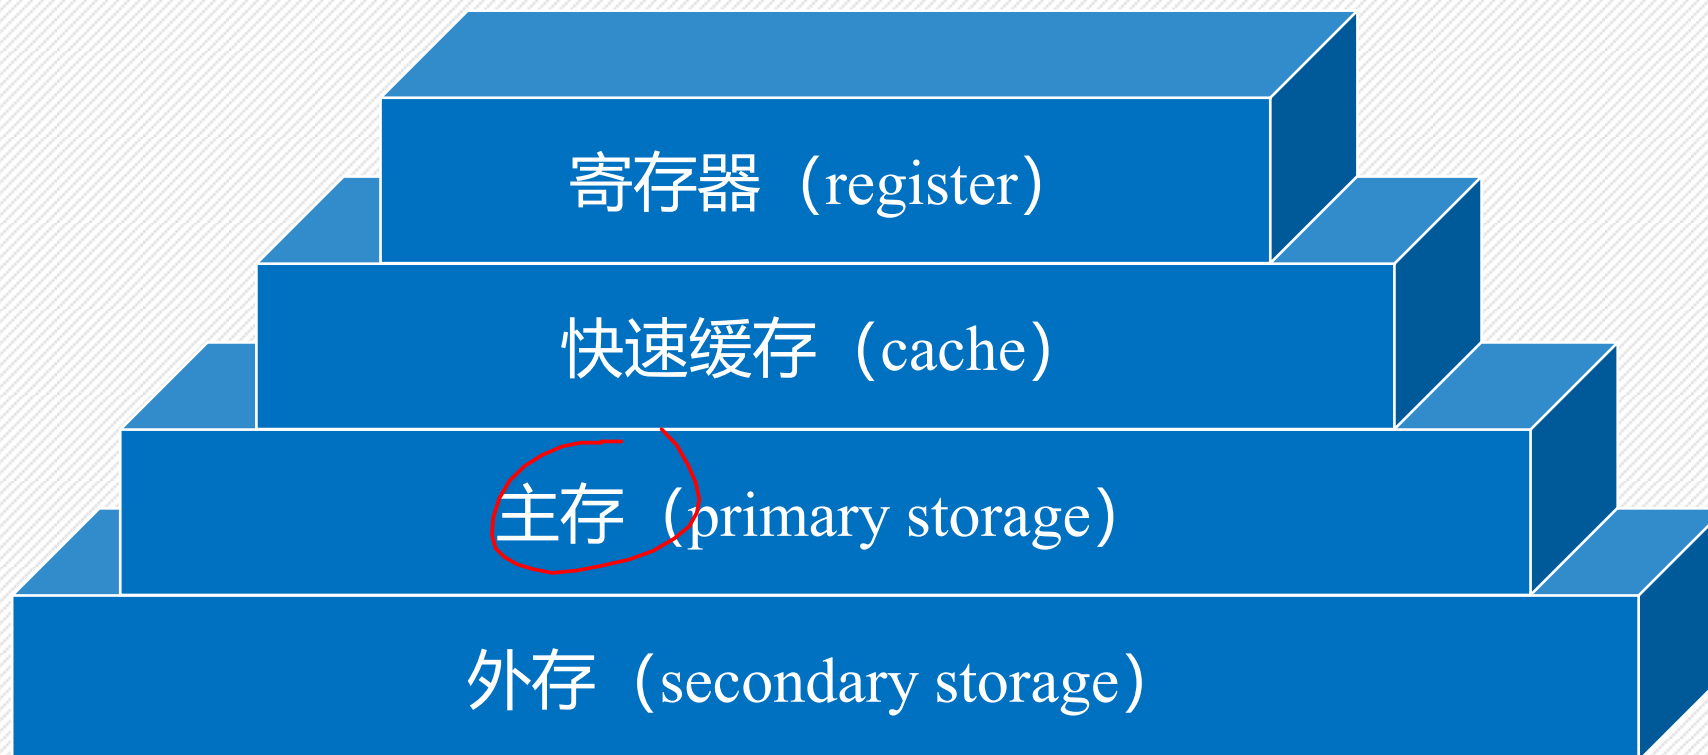 寄存器（register）
快速缓存（cache）
主存（primary storage）
外存（secondary storage）